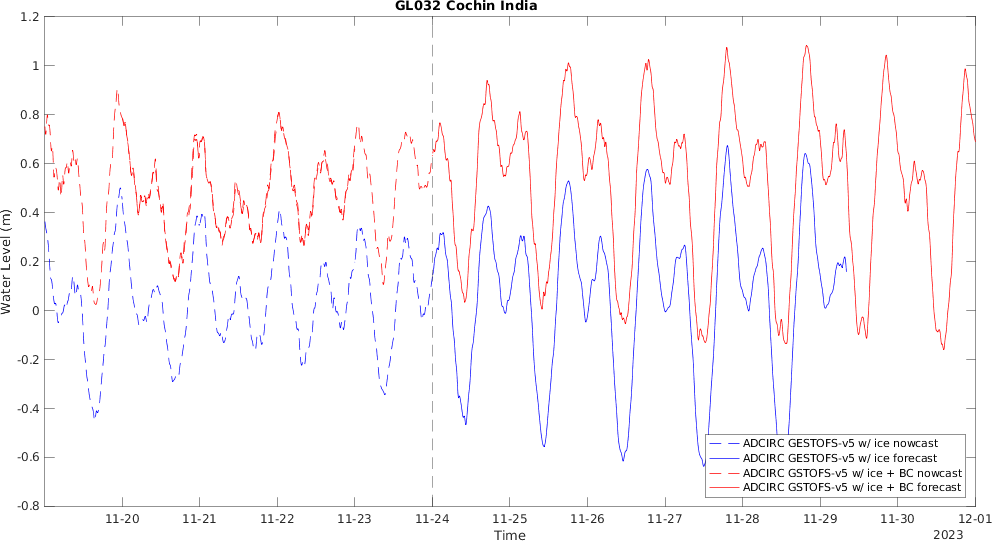 GL032 Cochin India
1.2
1
0.8
0.6
0.4
0.2
0
-0.2
-0.4
-0.6
-0.8
Water Level (m)
ADCIRC GESTOFS-v5 w/ ice nowcast
ADCIRC GESTOFS-v5 w/ ice forecast
ADCIRC GSTOFS-v5 w/ ice + BC nowcast
ADCIRC GSTOFS-v5 w/ ice + BC forecast
11-20 11-21 11-22 11-23 11-24 11-25 11-26 11-27 11-28 11-29 11-30 12-01
Time
2023